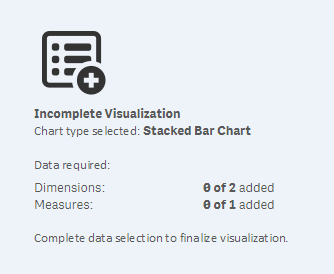 Incomplete Visualization
Chart type selected: Stacked Bar Chart
Data required:
Dimensions: 0 of 2 added
Measures: 0 of 1 added
Complete data selection to finalize visualization.